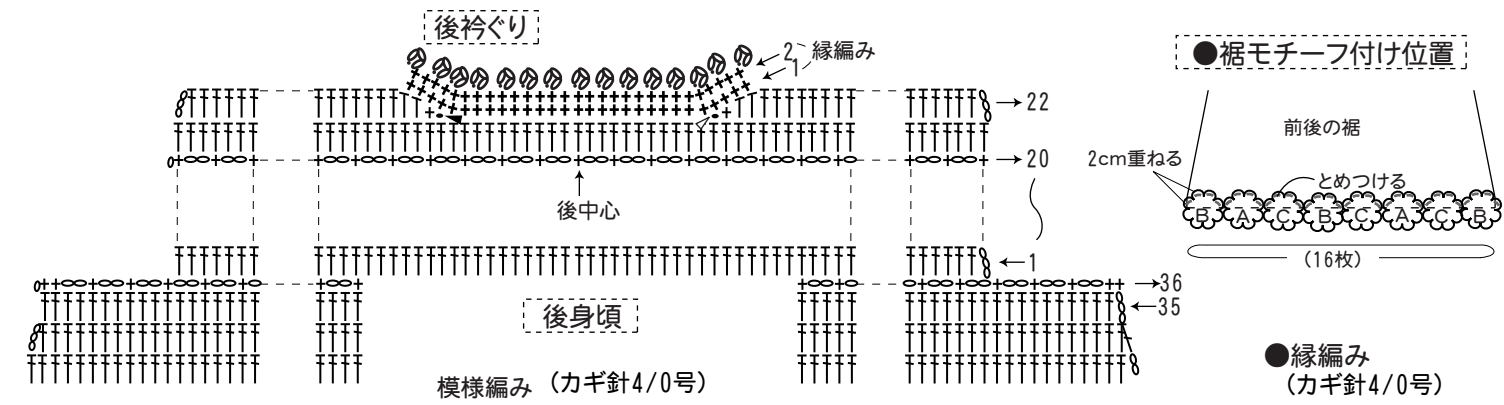 後衿ぐり
2
1
縁編み
→22
→20
後中心
←1
→36
←35
後身頃
模様編み (カギ針4/0号)
●裾モチーフ付け位置
前後の裾
2cm重ねる
とめつける
B A C B C A C B
(16枚)
●縁編み
(カギ針4/0号)